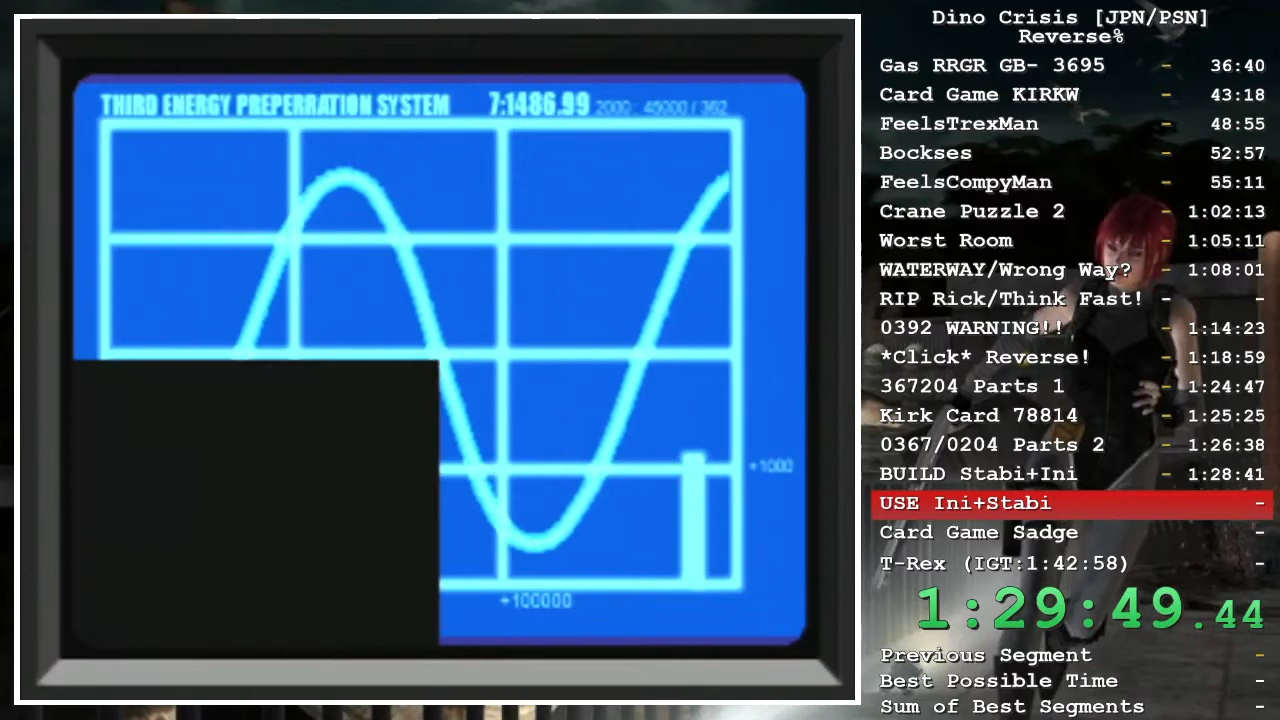 THIRD ENERGY PREPERRATION SYSTEM 7:1486.99 2000 : 45000 / 362
+1000
+100000
Dino Crisis [JPN/PSN]
Reverse%
Gas RRGR GB- 3695 - 36:40
Card Game KIRKW - 43:18
FeelsTrexMan - 48:55
Bockses - 52:57
FeelsCompyMan - 55:11
Crane Puzzle 2 - 1:02:13
Worst Room - 1:05:11
WATERWAY/Wrong Way? - 1:08:01
RIP Rick/Think Fast! - -
0392 WARNING!! - 1:14:23
*Click* Reverse! - 1:18:59
367204 Parts 1 - 1:24:47
Kirk Card 78814 - 1:25:25
0367/0204 Parts 2 - 1:26:38
BUILD Stabi+Ini - 1:28:41
USE Ini+Stabi -
Card Game Sadge -
T-Rex (IGT:1:42:58) -
1:29:49.44
Previous Segment -
Best Possible Time -
Sum of Best Segments -